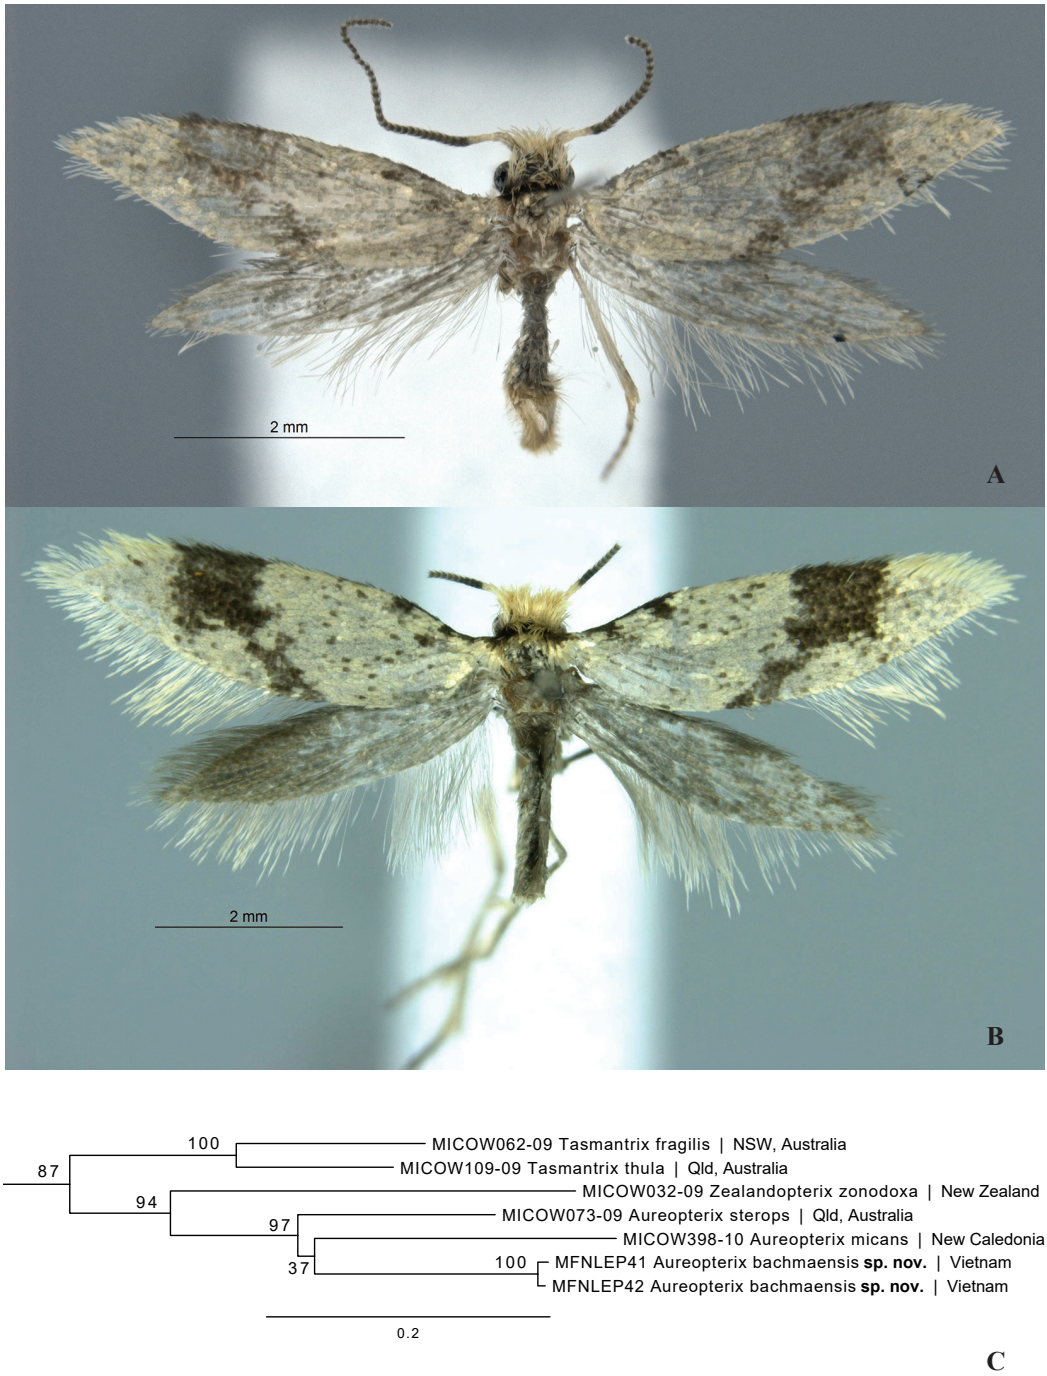 2 mm
A
2 mm
B
100 MICOW062-09 Tasmantrix fragilis | NSW, Australia
87 MICOW109-09 Tasmantrix thula | Qld, Australia
94 MICOW032-09 Zealandopterix zonodoxa | New Zealand
97 MICOW073-09 Aureopterix sterops | Qld, Australia
MICOW398-10 Aureopterix micans | New Caledonia
37 100 MFNLEP41 Aureopterix bachmaensis sp. nov. | Vietnam
MFNLEP42 Aureopterix bachmaensis sp. nov. | Vietnam
0.2
C